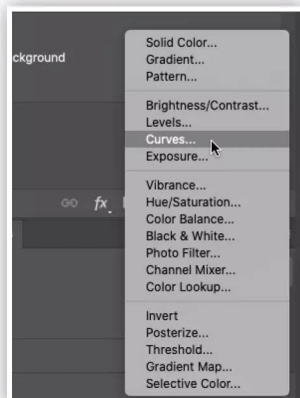 Solid Color...
Gradient...
Pattern...
ckground
Brightness/Contrast...
Levels...
Curves...
Exposure...
Vibrance...
Hue/Saturation...
fx
Color Balance...
Black & White...
Photo Filter...
Channel Mixer...
Color Lookup...
Invert
Posterize...
Threshold...
Gradient Map...
Selective Color...